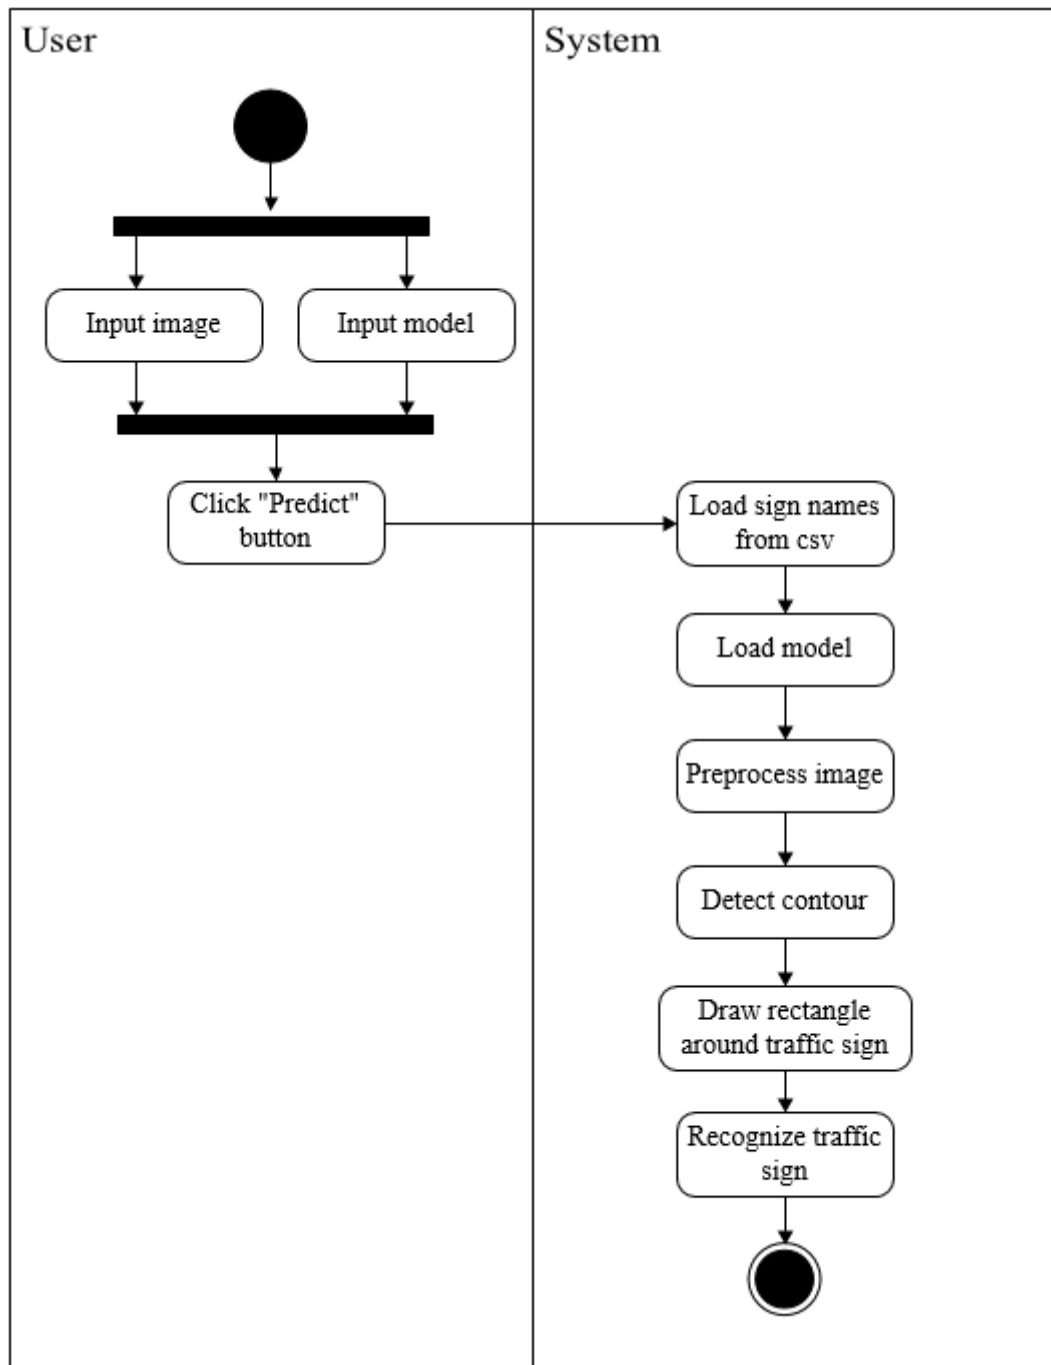 User
System
Input image
Input model
Click "Predict"
button
Load sign names
from csv
Load model
Preprocess image
Detect contour
Draw rectangle
around traffic sign
Recognize traffic
sign